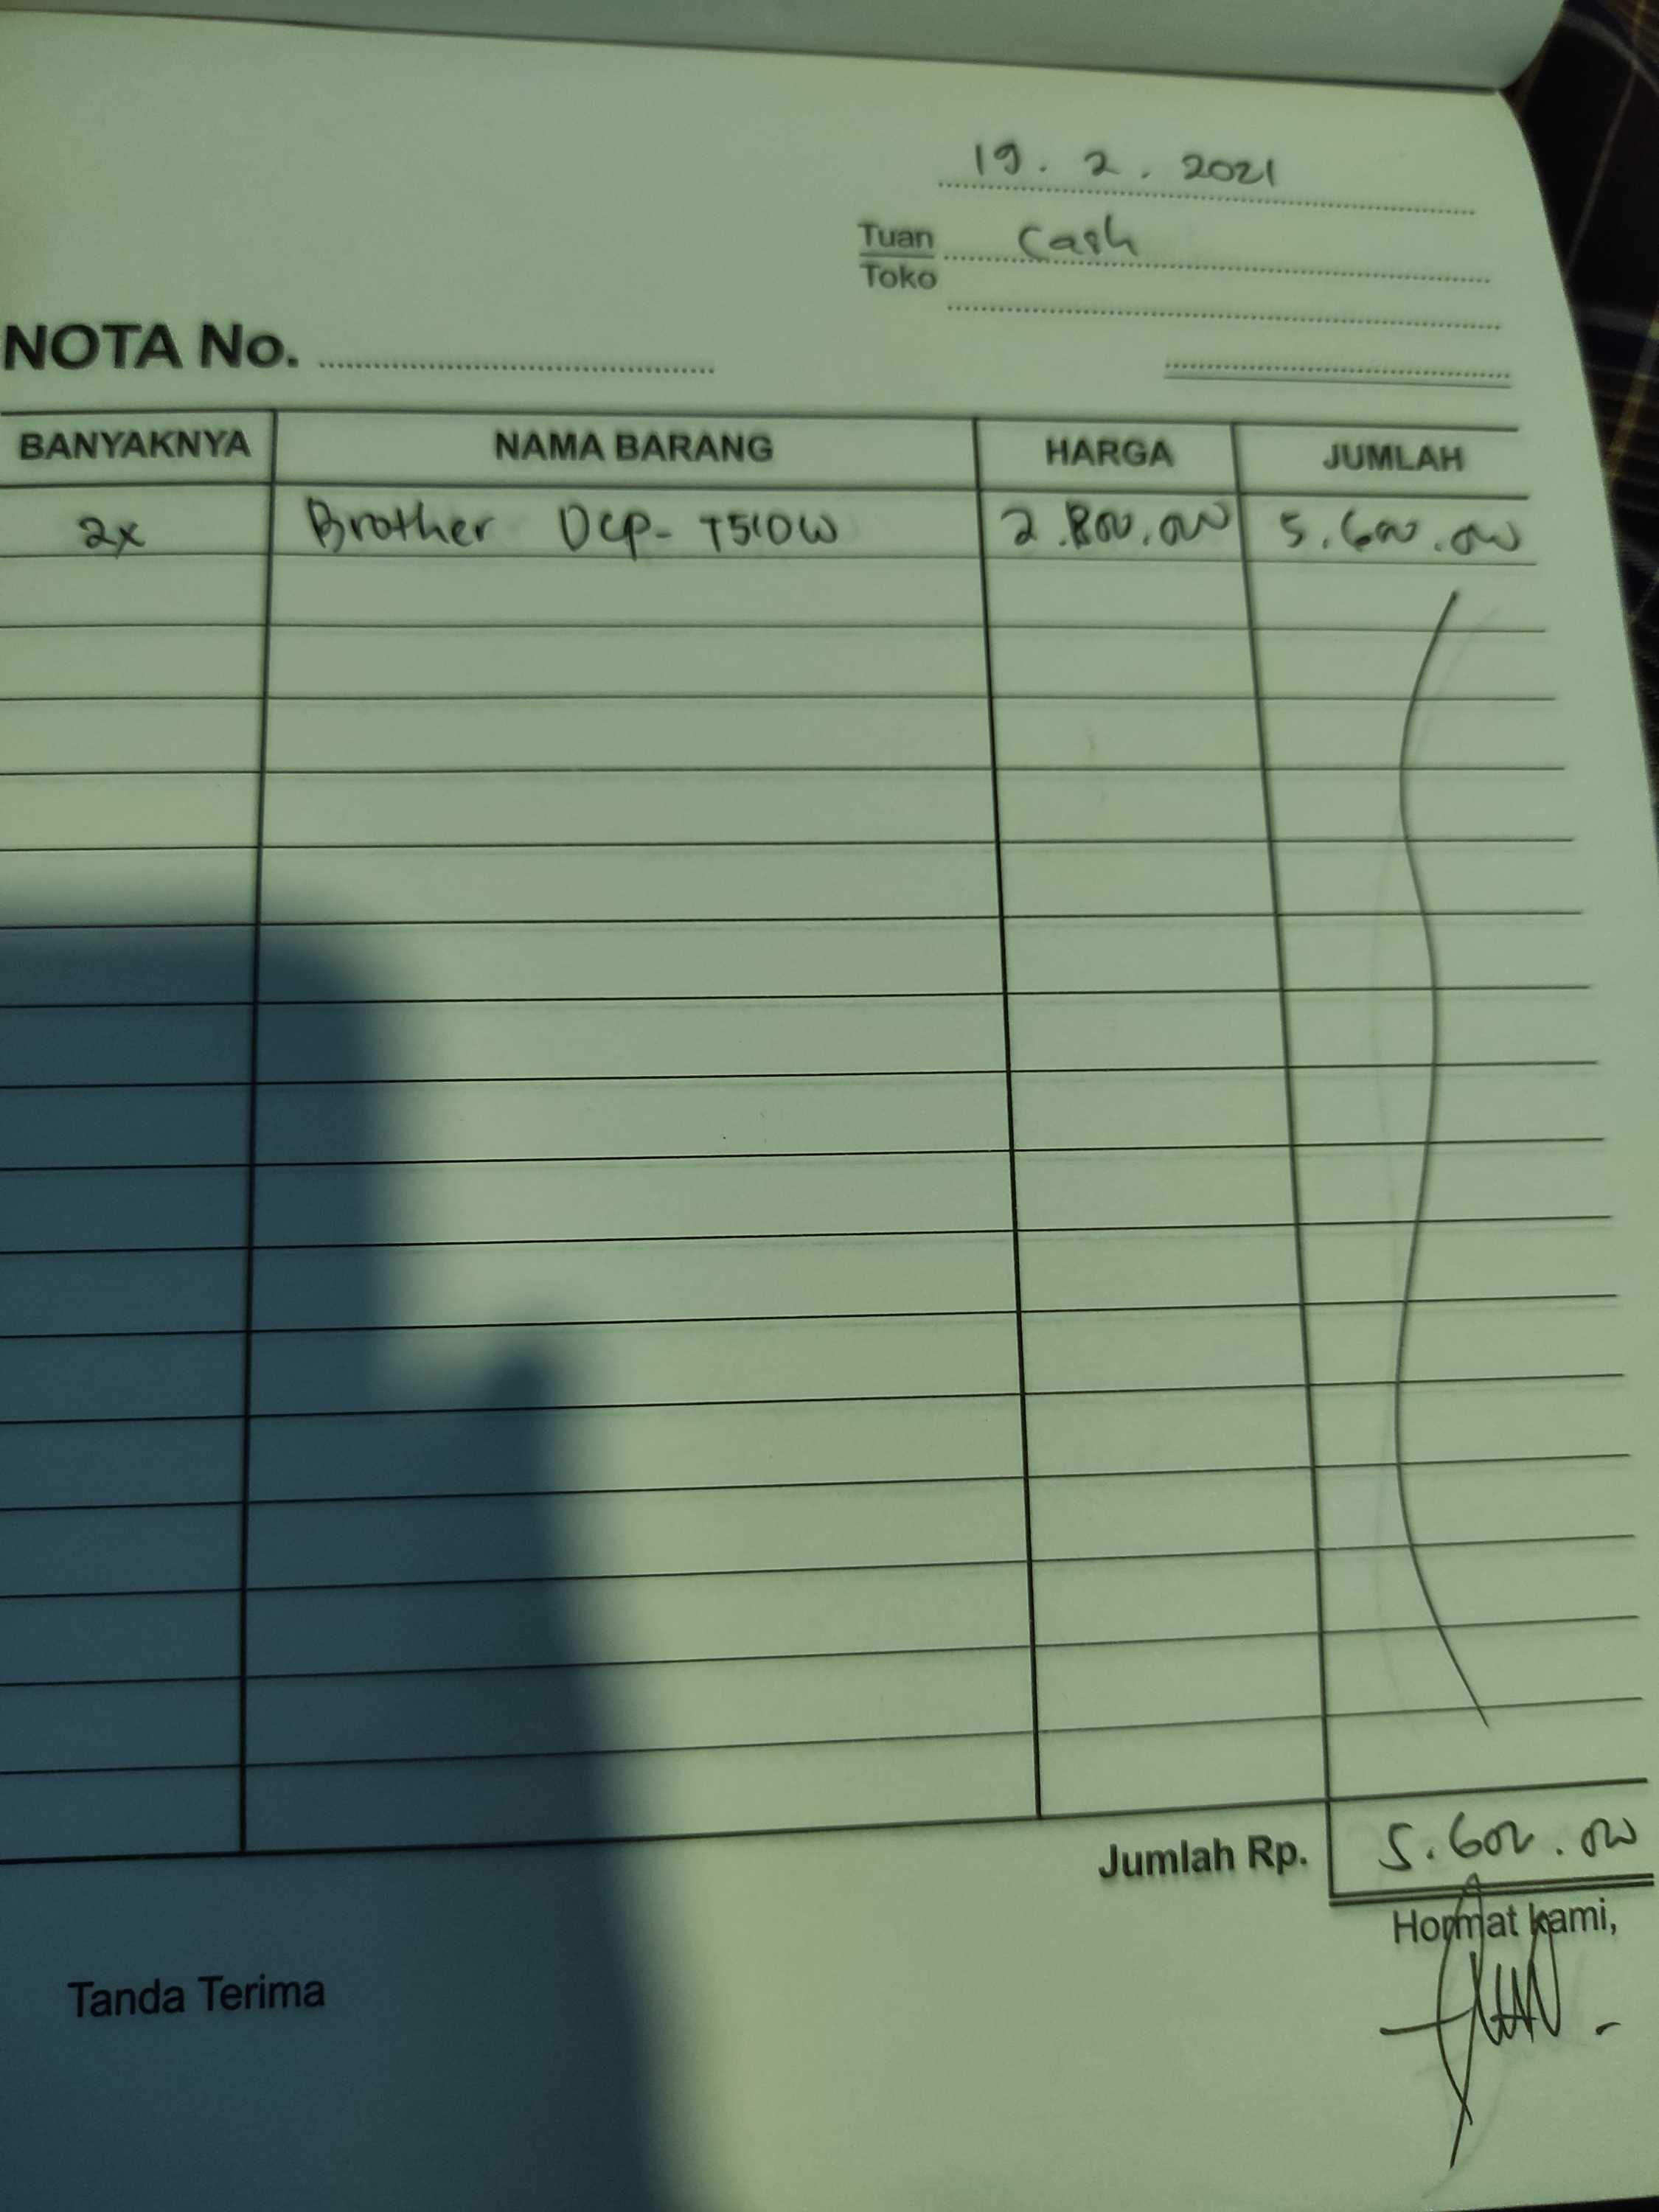 19. 2. 2021
Tuan Cash
Toko
NOTA No.
BANYAKNYA NAMA BARANG HARGA JUMLAH
2x Brother DCP- T510W 2.800.000 5.600.000
Jumlah Rp. 5.600.000
Hormat kami,
Tanda Terima